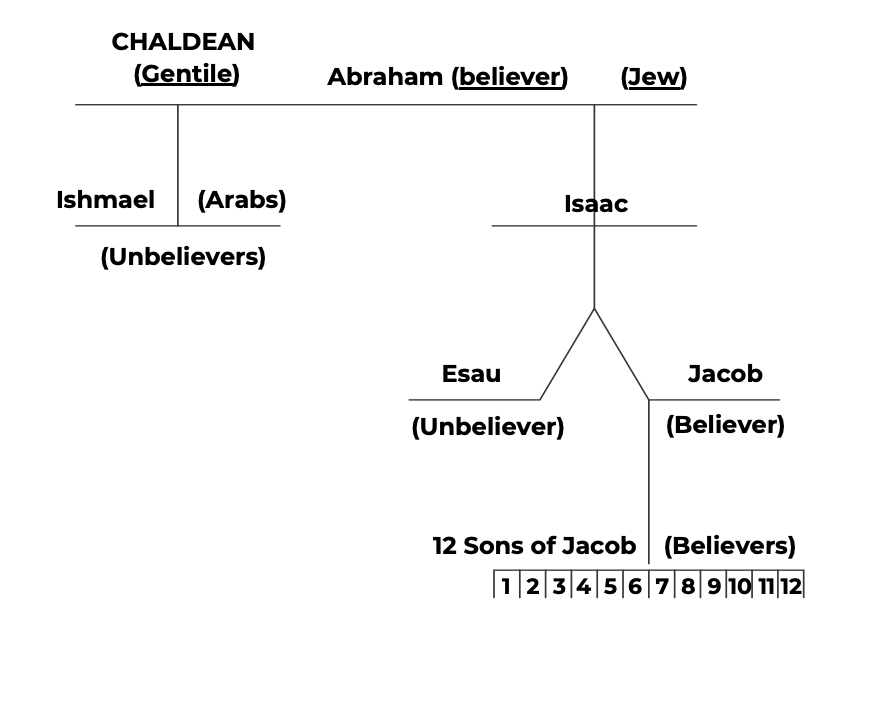 CHALDEAN
(Gentile)
Abraham (believer) (Jew)
Ishmael (Arabs)
Isaac
(Unbelievers)
Esau Jacob
(Unbeliever) (Believer)
12 Sons of Jacob (Believers)
1 2 3 4 5 6 7 8 9 10 11 12